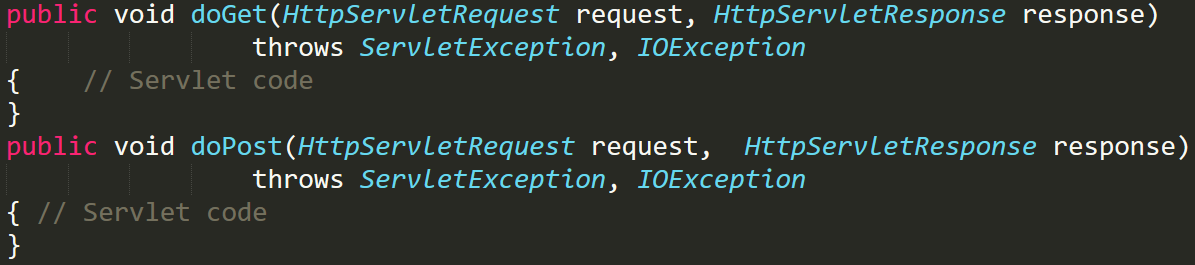 public void doGet(HttpServletRequest request, HttpServletResponse response)
                throws ServletException, IOException
{    // Servlet code
}
public void doPost(HttpServletRequest request,  HttpServletResponse response)
                throws ServletException, IOException
{ // Servlet code
}